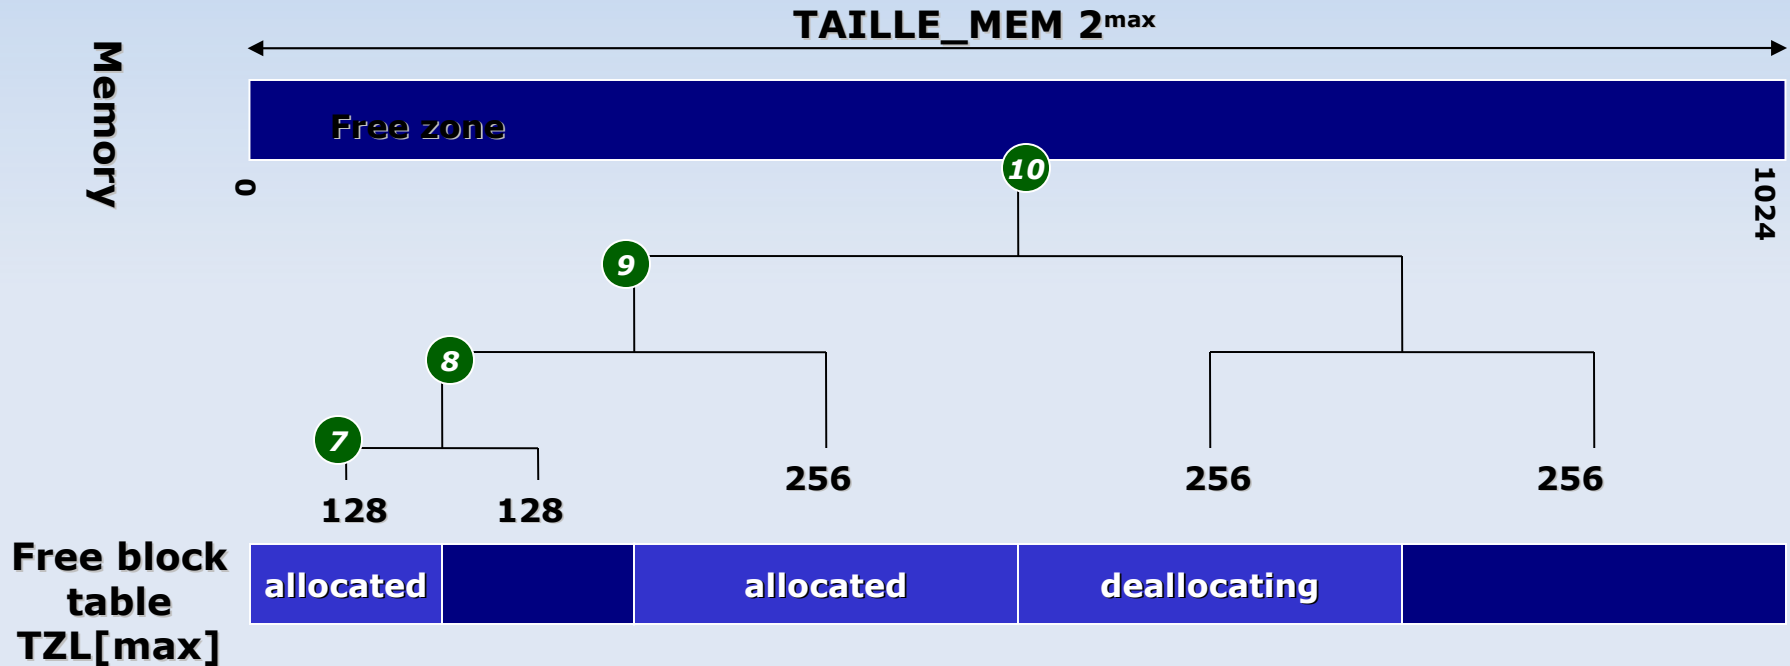 TAILLE_MEM 2max
Memory
Free zone
0
1024
10
9
8
7
256
256
256
128
128
Free block
table
TZL[max]
allocated
allocated
deallocating